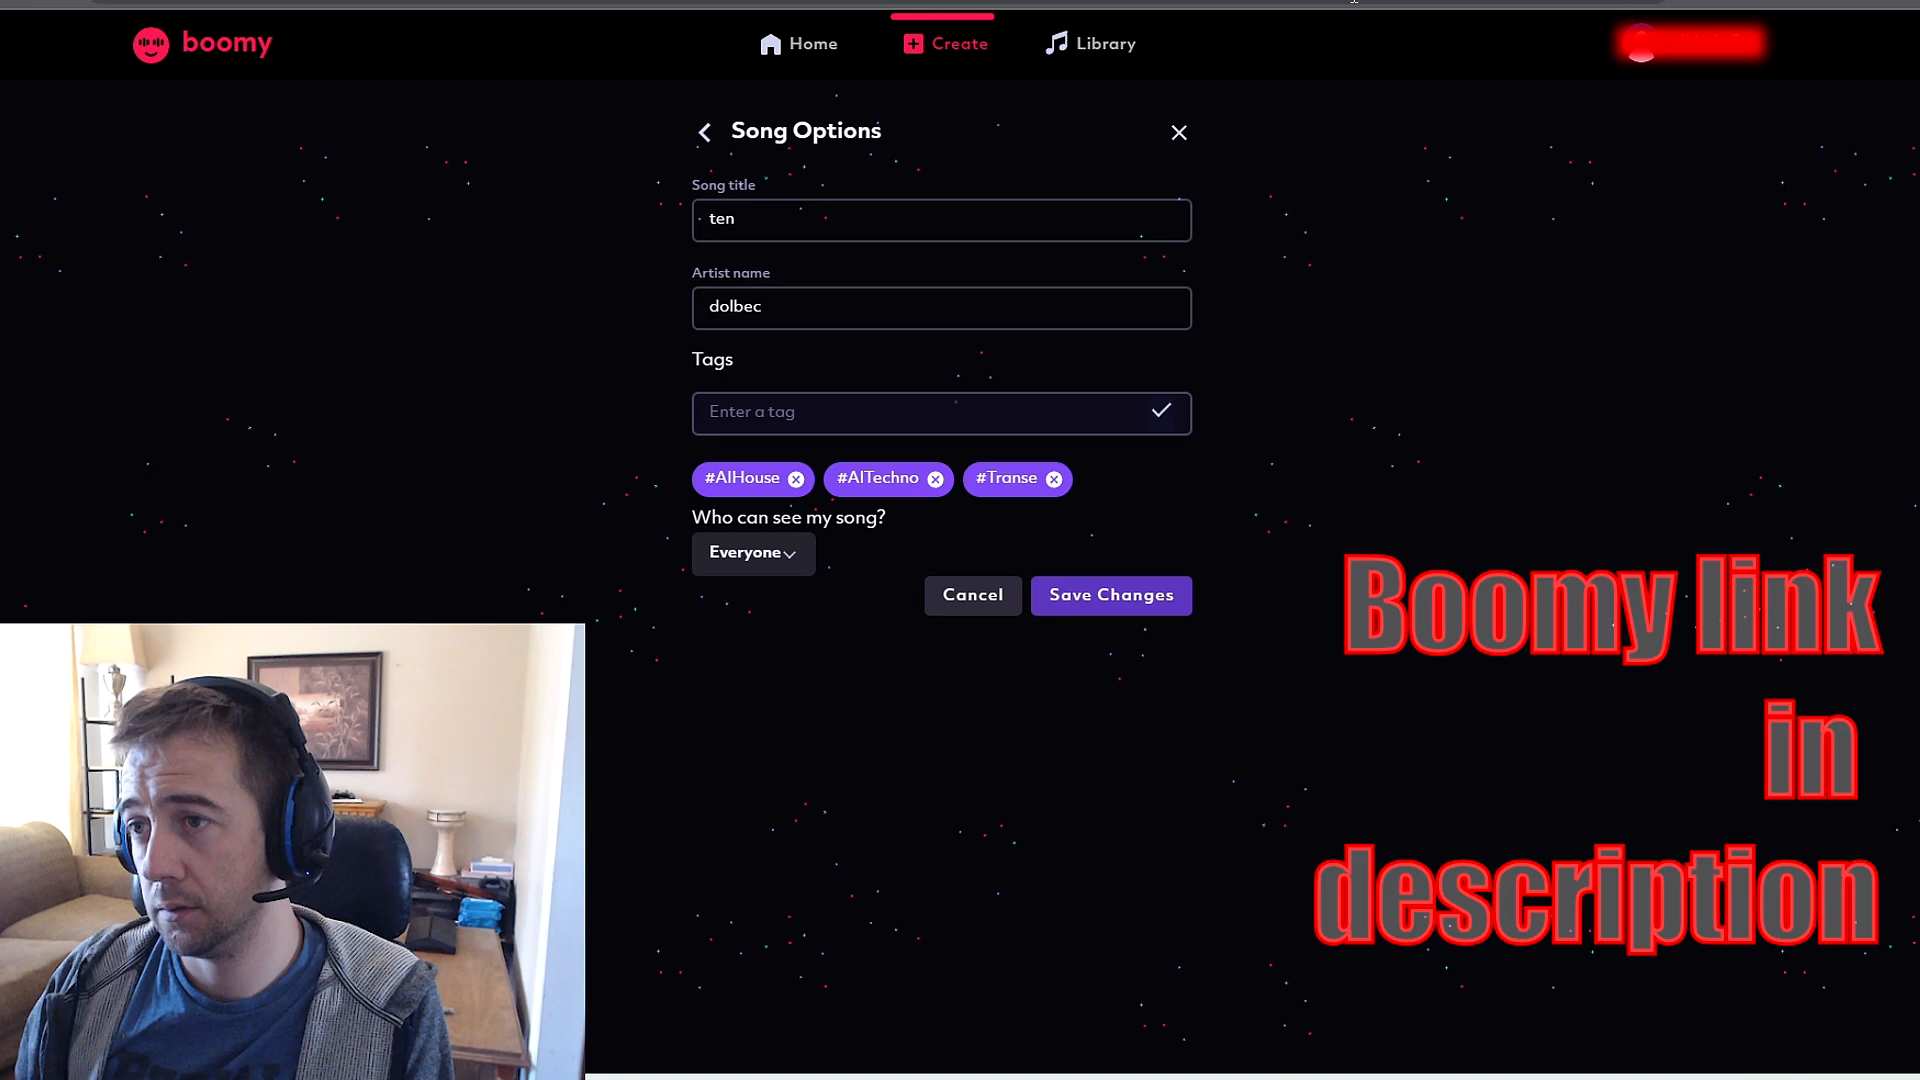 boomy
Home
Create
Library
Song Options
Song title
ten
Artist name
dolbec
Tags
Enter a tag
#AIHouse
#AITechno
#Transe
Who can see my song?
Everyone
Cancel
Save Changes
Boomy link
in
description